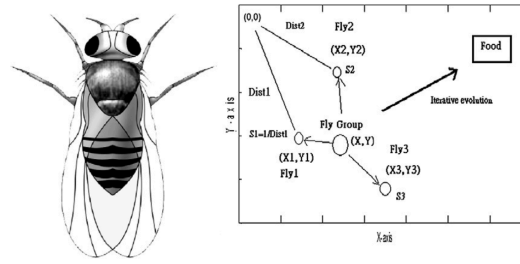 (0,0)
Dist2
Fly2
(X2,Y2)
S2
Food
Dist1
Iterative evolution
Y-axis
S1=1/Dist1
Fly Group
(X,Y)
(X1,Y1)
Fly1
Fly3
(X3,Y3)
S3
X-axis